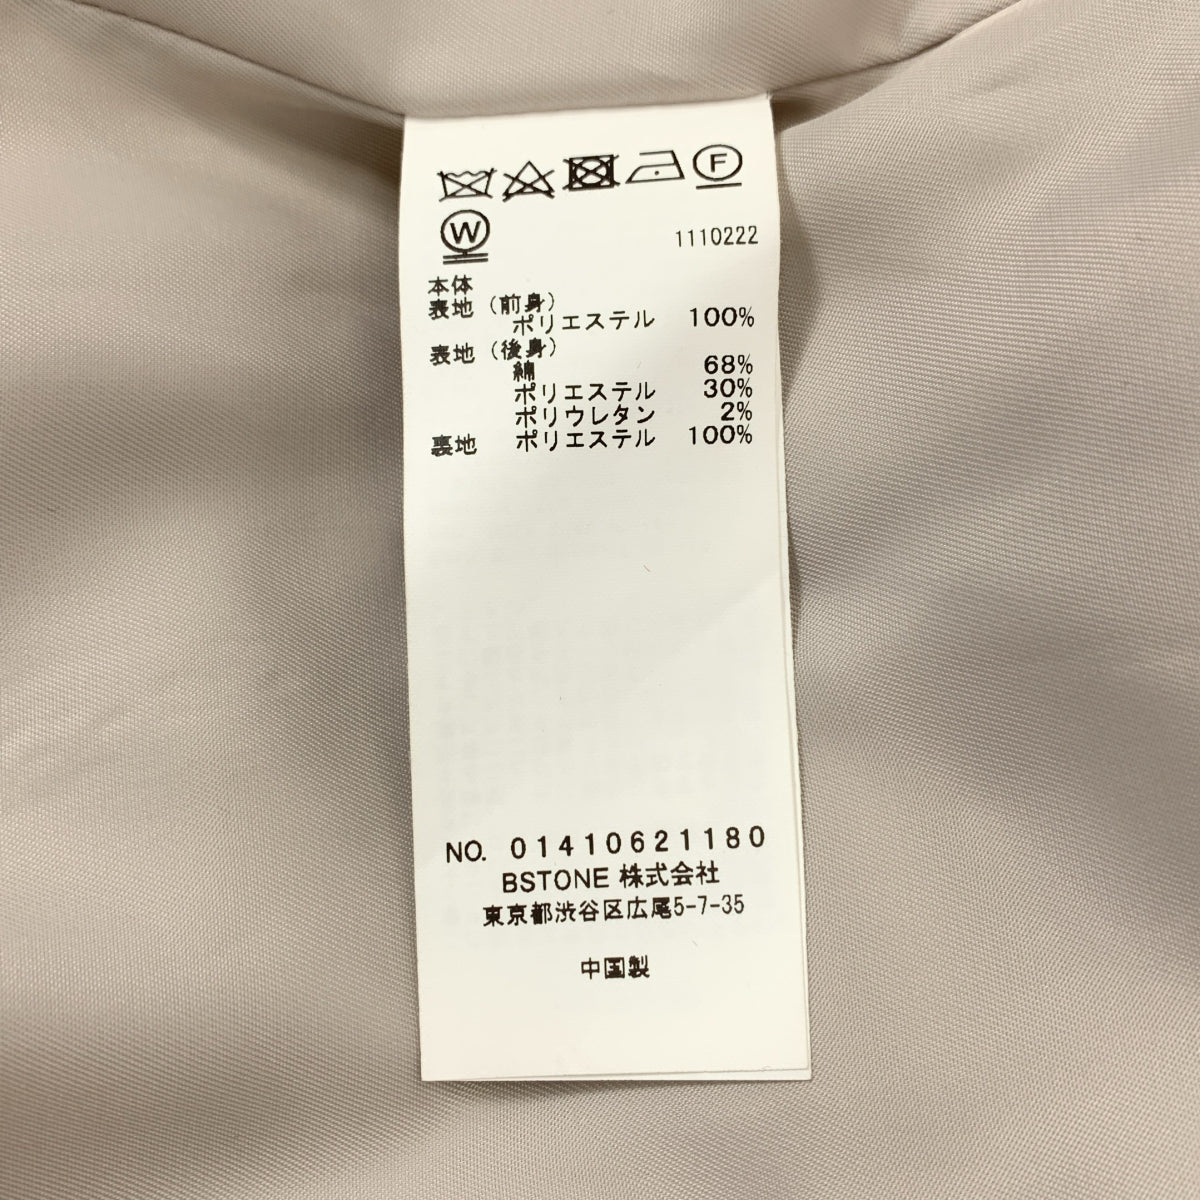 F
W
1110222
本体
表地（前身）
ポリエステル 100%
表地（後身）
綿 68%
ポリエステル 30%
ポリウレタン 2%
裏地 ポリエステル 100%
NO. 01410621180
BSTONE 株式会社
東京都渋谷区広尾5-7-35
中国製